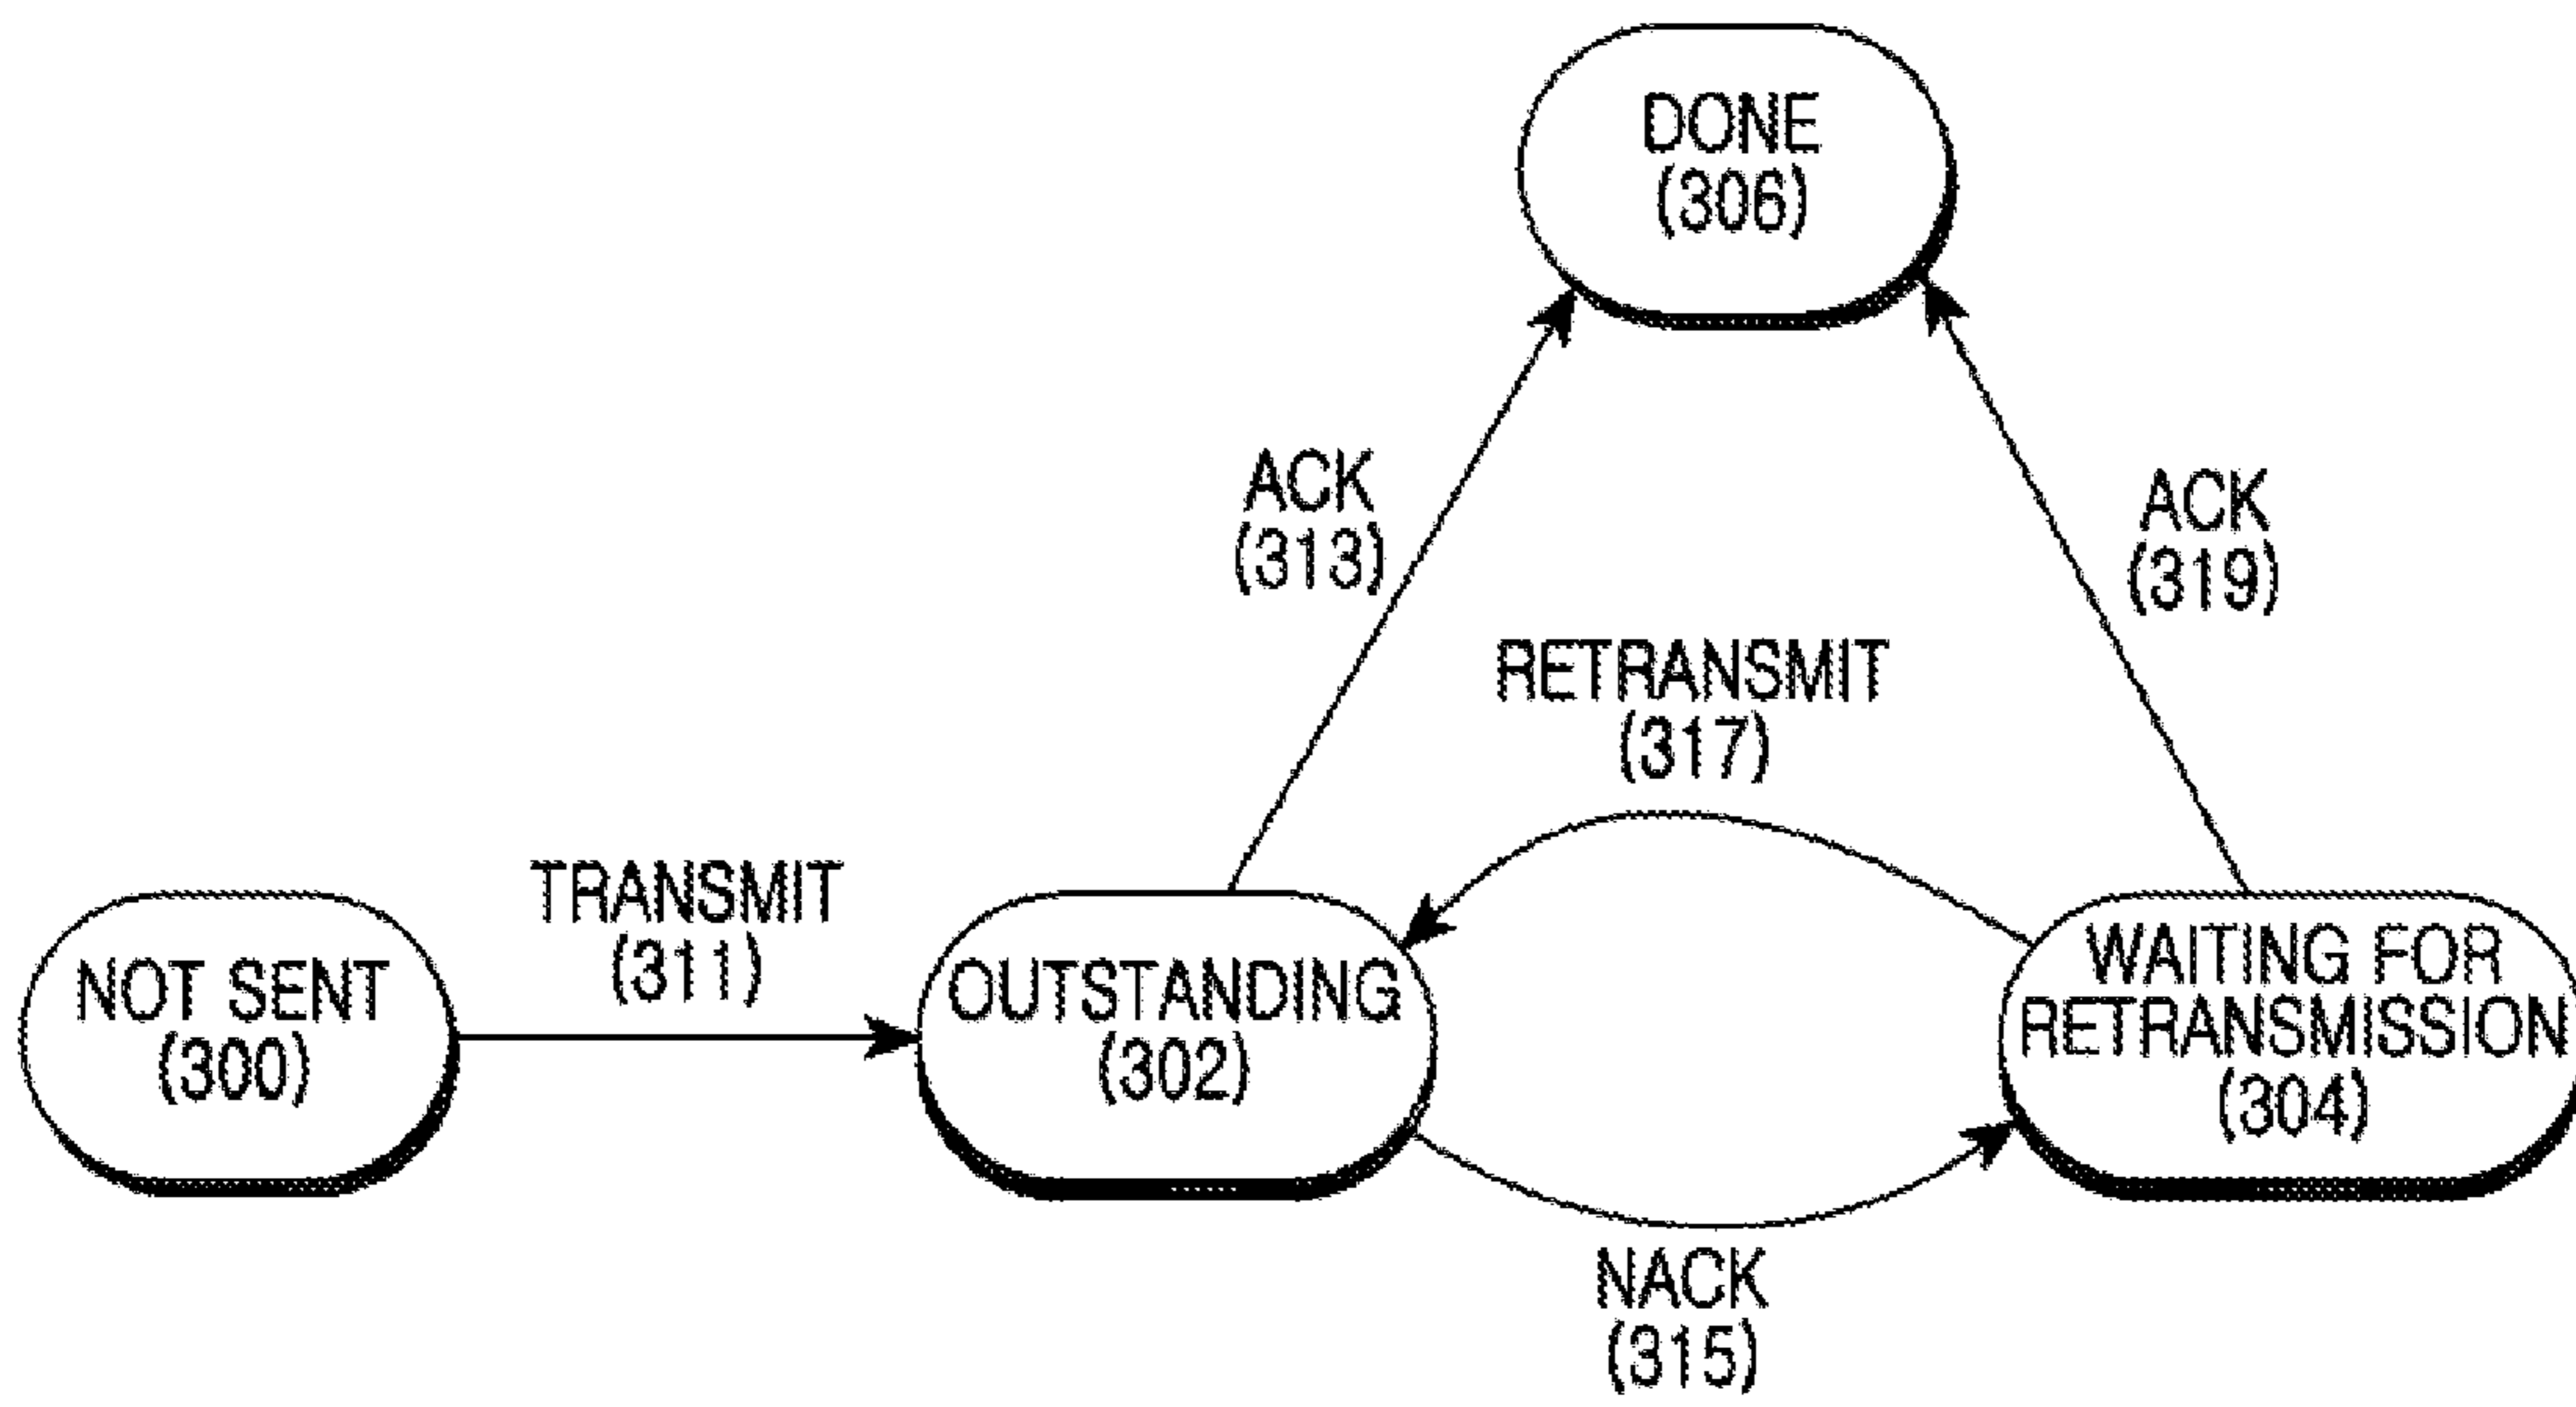 DONE
(306)
ACK
(313)
ACK
(319)
RETRANSMIT
(317)
TRANSMIT
(311)
NOT SENT
(300)
OUTSTANDING
(302)
WAITING FOR
RETRANSMISSION
(304)
NACK
(315)